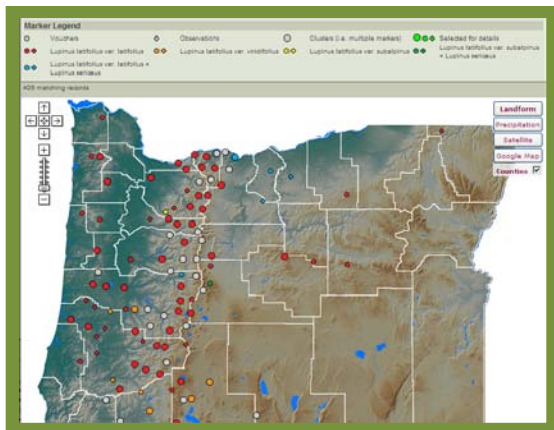 Marker Legend
Vouchers Observations Clusters (i.e. multiple markers) Selected for details
Lupinus latifolius var. latifolius Lupinus latifolius var. viridifolius Lupinus latifolius var. subalpinus Lupinus latifolius var. subalpinus × Lupinus sericeus
Lupinus latifolius var. latifolius × Lupinus sericeus
matching records
Landform
Precipitation
Satellite
Google Map
Counties